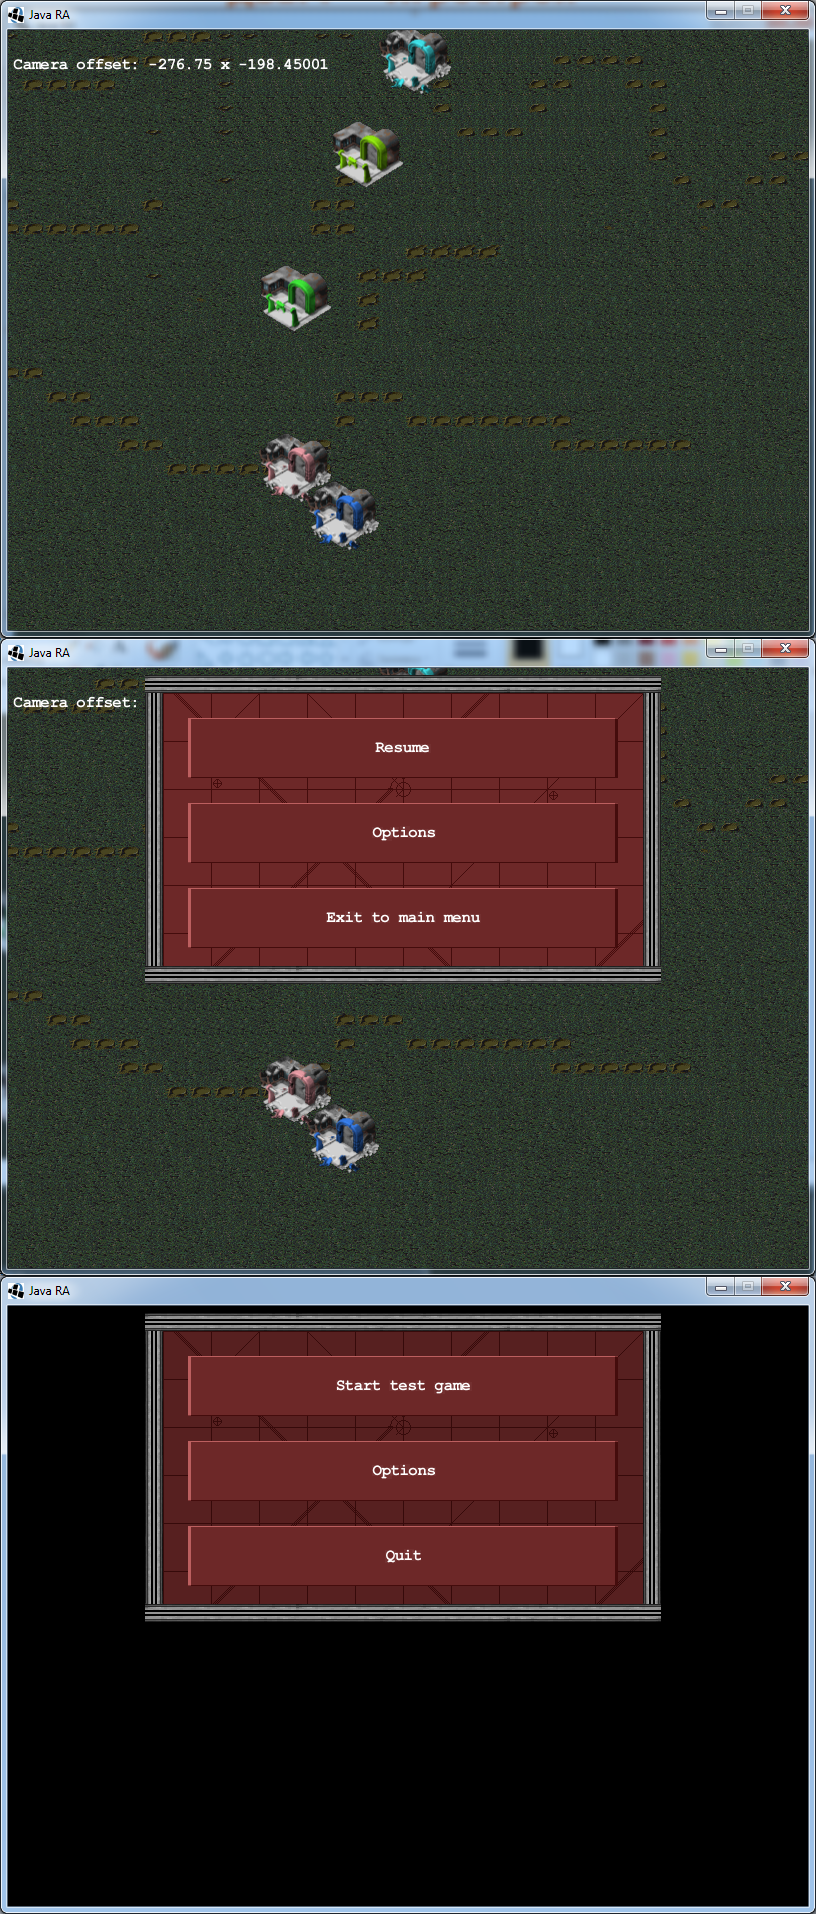 Java RA
Camera offset: -276.75 x -198.45001
Java RA
Camera offset:
Resume
Options
Exit to main menu
Java RA
Start test game
Options
Quit